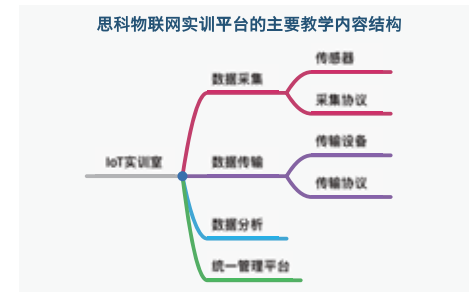 思科物联网实训平台的主要教学内容结构
传感器
数据采集
采集协议
传输设备
IoT实训室
数据传输
传输协议
数据分析
统一管理平台